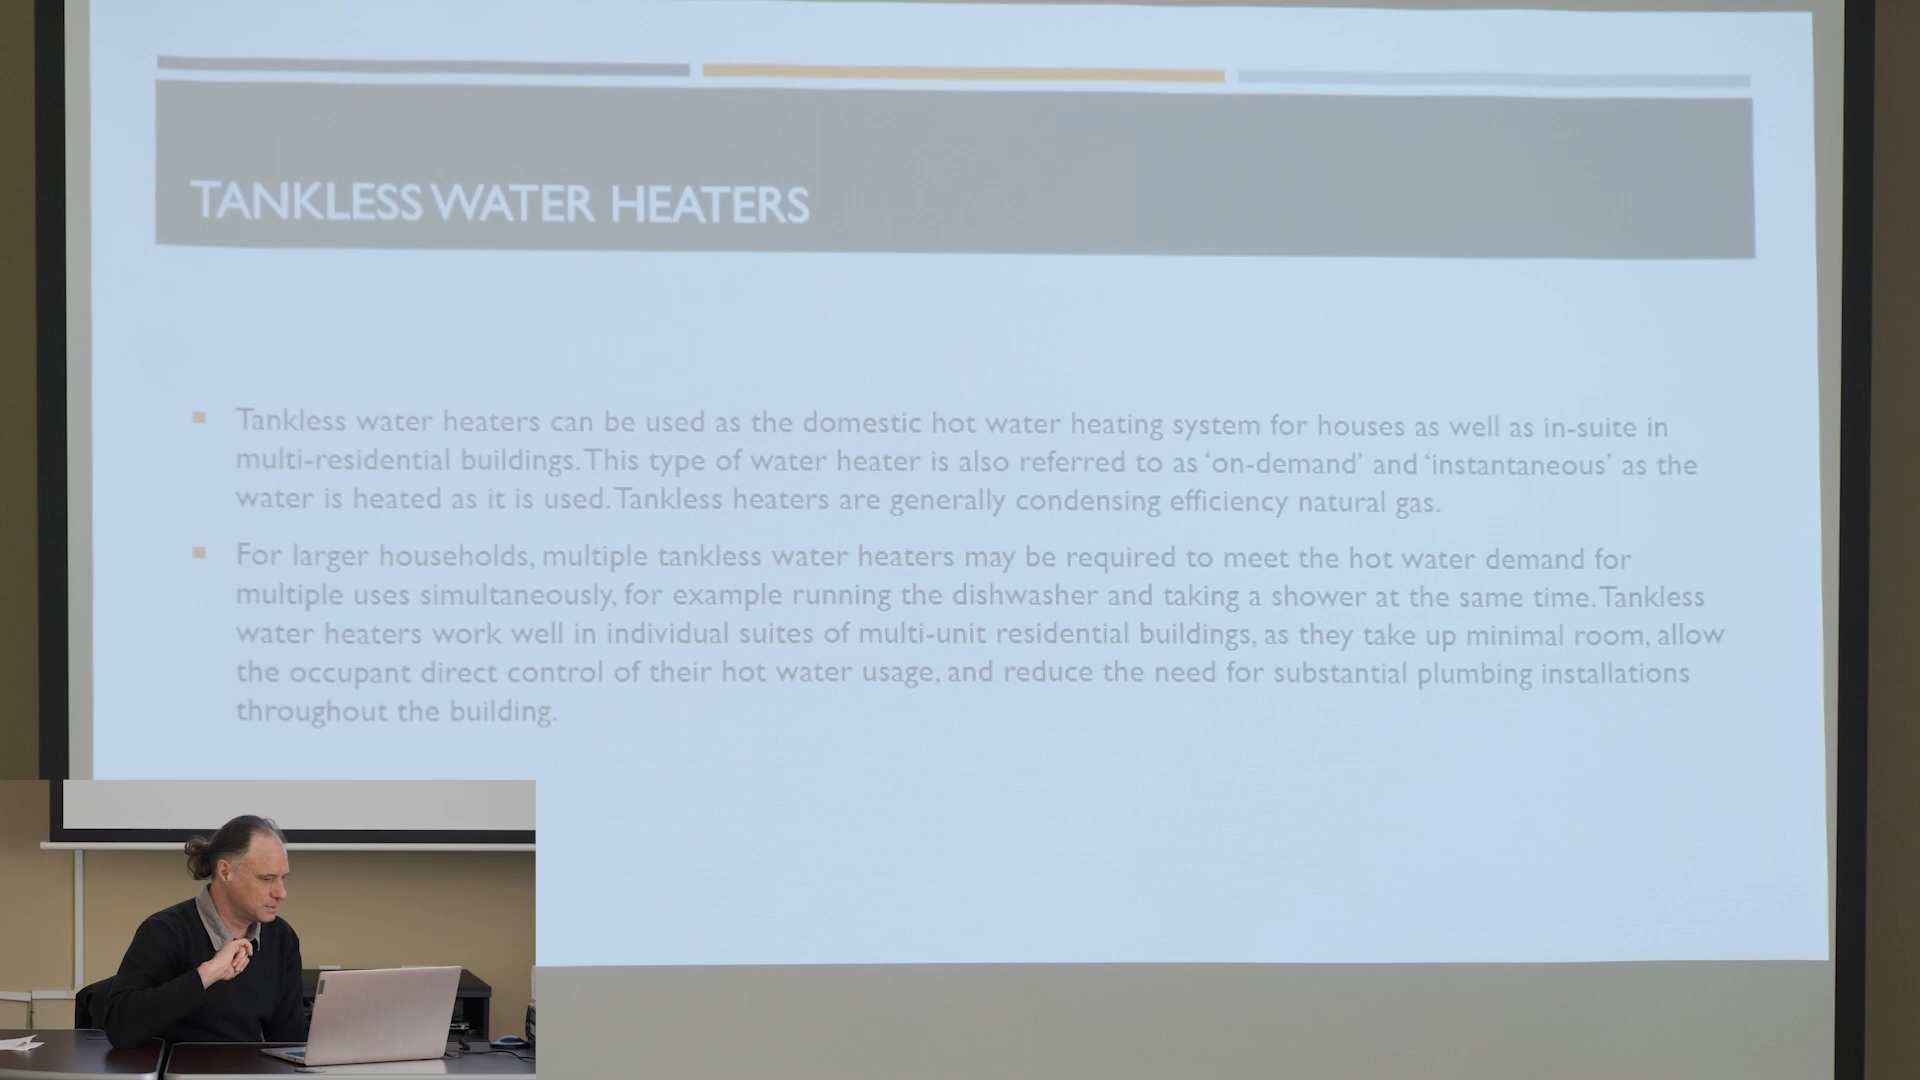 TANKLESS WATER HEATERS
Tankless water heaters can be used as the domestic hot water heating system for houses as well as in-suite in
multi-residential buildings. This type of water heater is also referred to as ‘on-demand’ and ‘instantaneous’ as the
water is heated as it is used. Tankless heaters are generally condensing efficiency natural gas.
For larger households, multiple tankless water heaters may be required to meet the hot water demand for
multiple uses simultaneously, for example running the dishwasher and taking a shower at the same time. Tankless
water heaters work well in individual suites of multi-unit residential buildings, as they take up minimal room, allow
the occupant direct control of their hot water usage, and reduce the need for substantial plumbing installations
throughout the building.